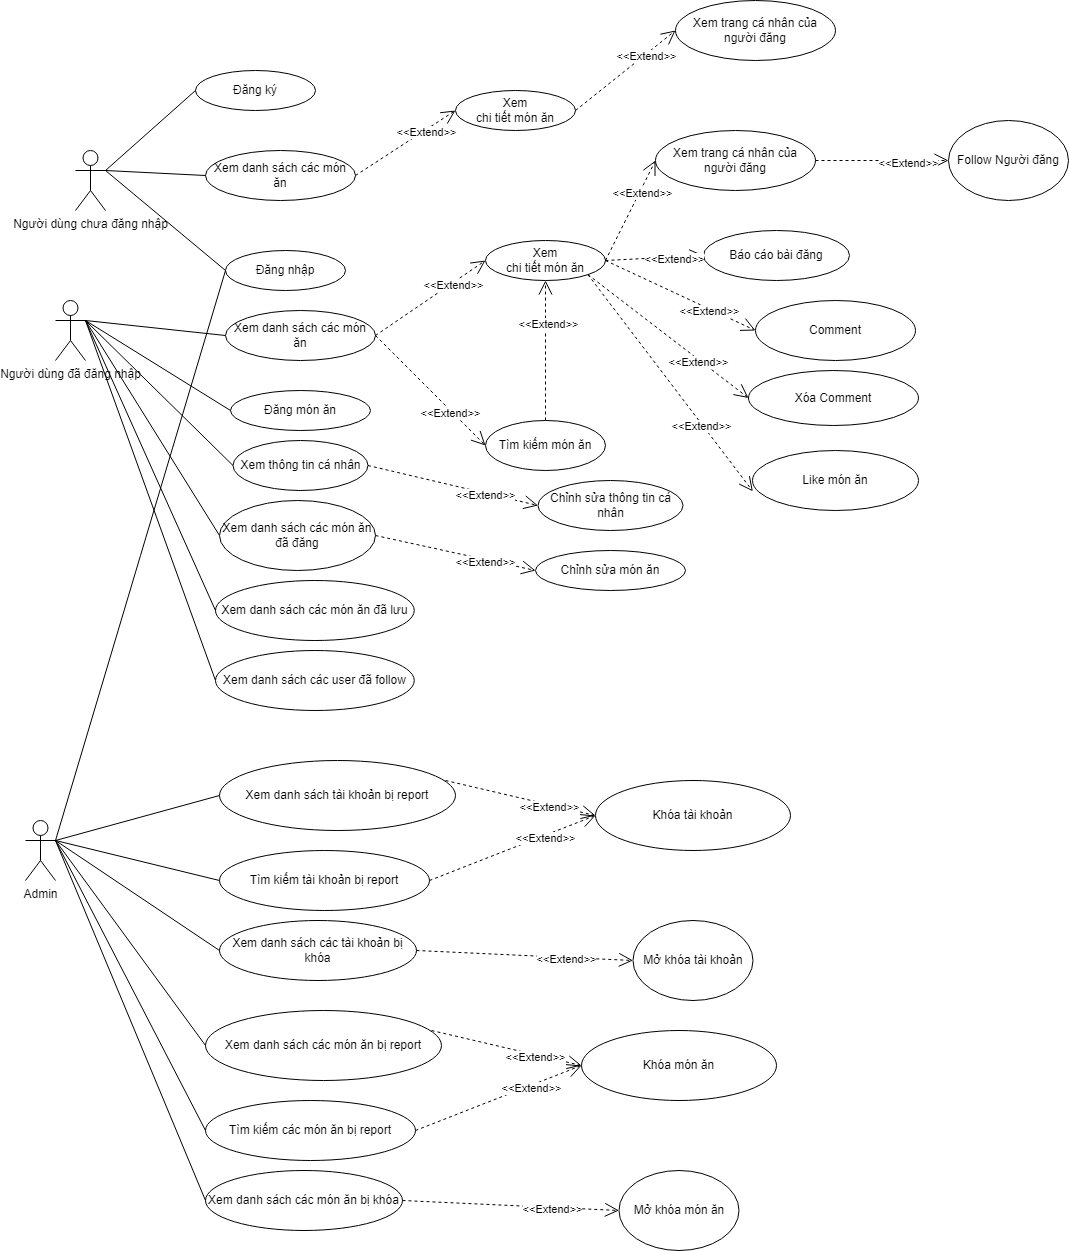 Xem trang cá nhân của
người đăng
<<Extend>>
Đăng ký
Xem
chi tiết món ăn
<<Extend>>
Xem danh sách các món
ăn
Người dùng chưa đăng nhập
Xem trang cá nhân của
người đăng
<<Extend>>
Follow Người đăng
<<Extend>>
Đăng nhập
Xem
chi tiết món ăn
<<Extend>>
Báo cáo bài đăng
<<Extend>>
<<Extend>>
Comment
<<Extend>>
Xem danh sách các món
ăn
Người dùng đã đăng nhập
<<Extend>>
Xóa Comment
Đăng món ăn
<<Extend>>
<<Extend>>
Tìm kiếm món ăn
Xem thông tin cá nhân
Like món ăn
<<Extend>>
Chỉnh sửa thông tin cá
nhân
Xem danh sách các món ăn
đã đăng
<<Extend>>
Chỉnh sửa món ăn
Xem danh sách các món ăn đã lưu
Xem danh sách các user đã follow
Xem danh sách tài khoản bị report
<<Extend>>
Khóa tài khoản
<<Extend>>
Tìm kiếm tài khoản bị report
Admin
Xem danh sách các tài khoản bị
khóa
<<Extend>>
Mở khóa tài khoản
Xem danh sách các món ăn bị report
<<Extend>>
Khóa món ăn
<<Extend>>
Tìm kiếm các món ăn bị report
Xem danh sách các món ăn bị khóa
<<Extend>>
Mở khóa món ăn